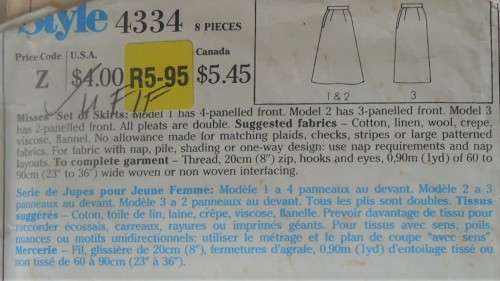 Style 4334 8 PIECES
Price Code U.S.A. Canada
Z $4.00 R5-95 $5.45
1 & 2 3
Misses' Set of Skirts: Model 1 has 4-panelled front. Model 2 has 3-panelled front. Model 3
has 2-panelled front. All pleats are double. Suggested fabrics – Cotton, linen, wool, crepe,
viscose, flannel. No allowance made for matching plaids, checks, stripes or large patterned
fabrics. For fabric with nap, pile, shading or one-way design: use nap requirements and nap
layouts. To complete garment – Thread, 20cm (8") zip, hooks and eyes, 0,90m (1yd) of 60 to
90cm (23" to 36") wide woven or non woven interfacing.
Serie de Jupes pour Jeune Femme: Modèle 1 a 4 panneaux au devant. Modèle 2 a 3
panneaux au devant. Modèle 3 a 2 panneaux au devant. Tous les plis sont doubles. Tissus
suggérés – Coton, toile de lin, laine, crêpe, viscose, flanelle. Prevoir davantage de tissu pour
raccorder écossais, carreaux, rayures ou imprimés géants. Pour tissus avec sens, poils,
nuances ou motifs unidirectionnels: utiliser le métrage et le plan de coupe "avec sens".
Mercerie – Fil, glissière de 20cm (8"), fermetures d'agrafe, 0,90m (1yd) d'entoilage tissé ou
non tissé de 60 à 90cm (23" à 36").